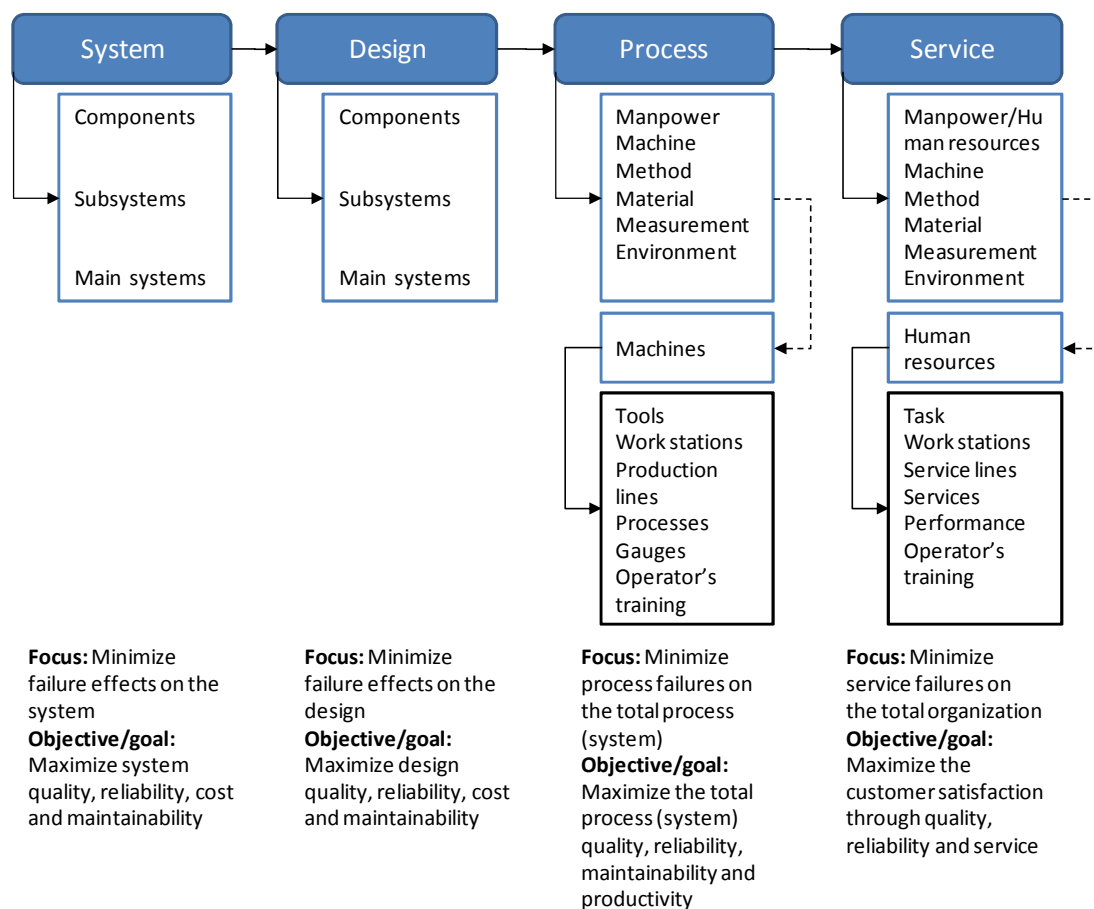 System
Design
Process
Service
Components
Subsystems
Main systems
Components
Subsystems
Main systems
Manpower
Machine
Method
Material
Measurement
Environment
Manpower/Hu
man resources
Machine
Method
Material
Measurement
Environment
Machines
Human
resources
Tools
Work stations
Production
lines
Processes
Gauges
Operator’s
training
Task
Work stations
Service lines
Services
Performance
Operator’s
training
Focus: Minimize
failure effects on the
system
Objective/goal:
Maximize system
quality, reliability, cost
and maintainability
Focus: Minimize
failure effects on the
design
Objective/goal:
Maximize design
quality, reliability, cost
and maintainability
Focus: Minimize
process failures on
the total process
(system)
Objective/goal:
Maximize the total
process (system)
quality, reliability,
maintainability and
productivity
Focus: Minimize
service failures on
the total organization
Objective/goal:
Maximize the
customer satisfaction
through quality,
reliability and service